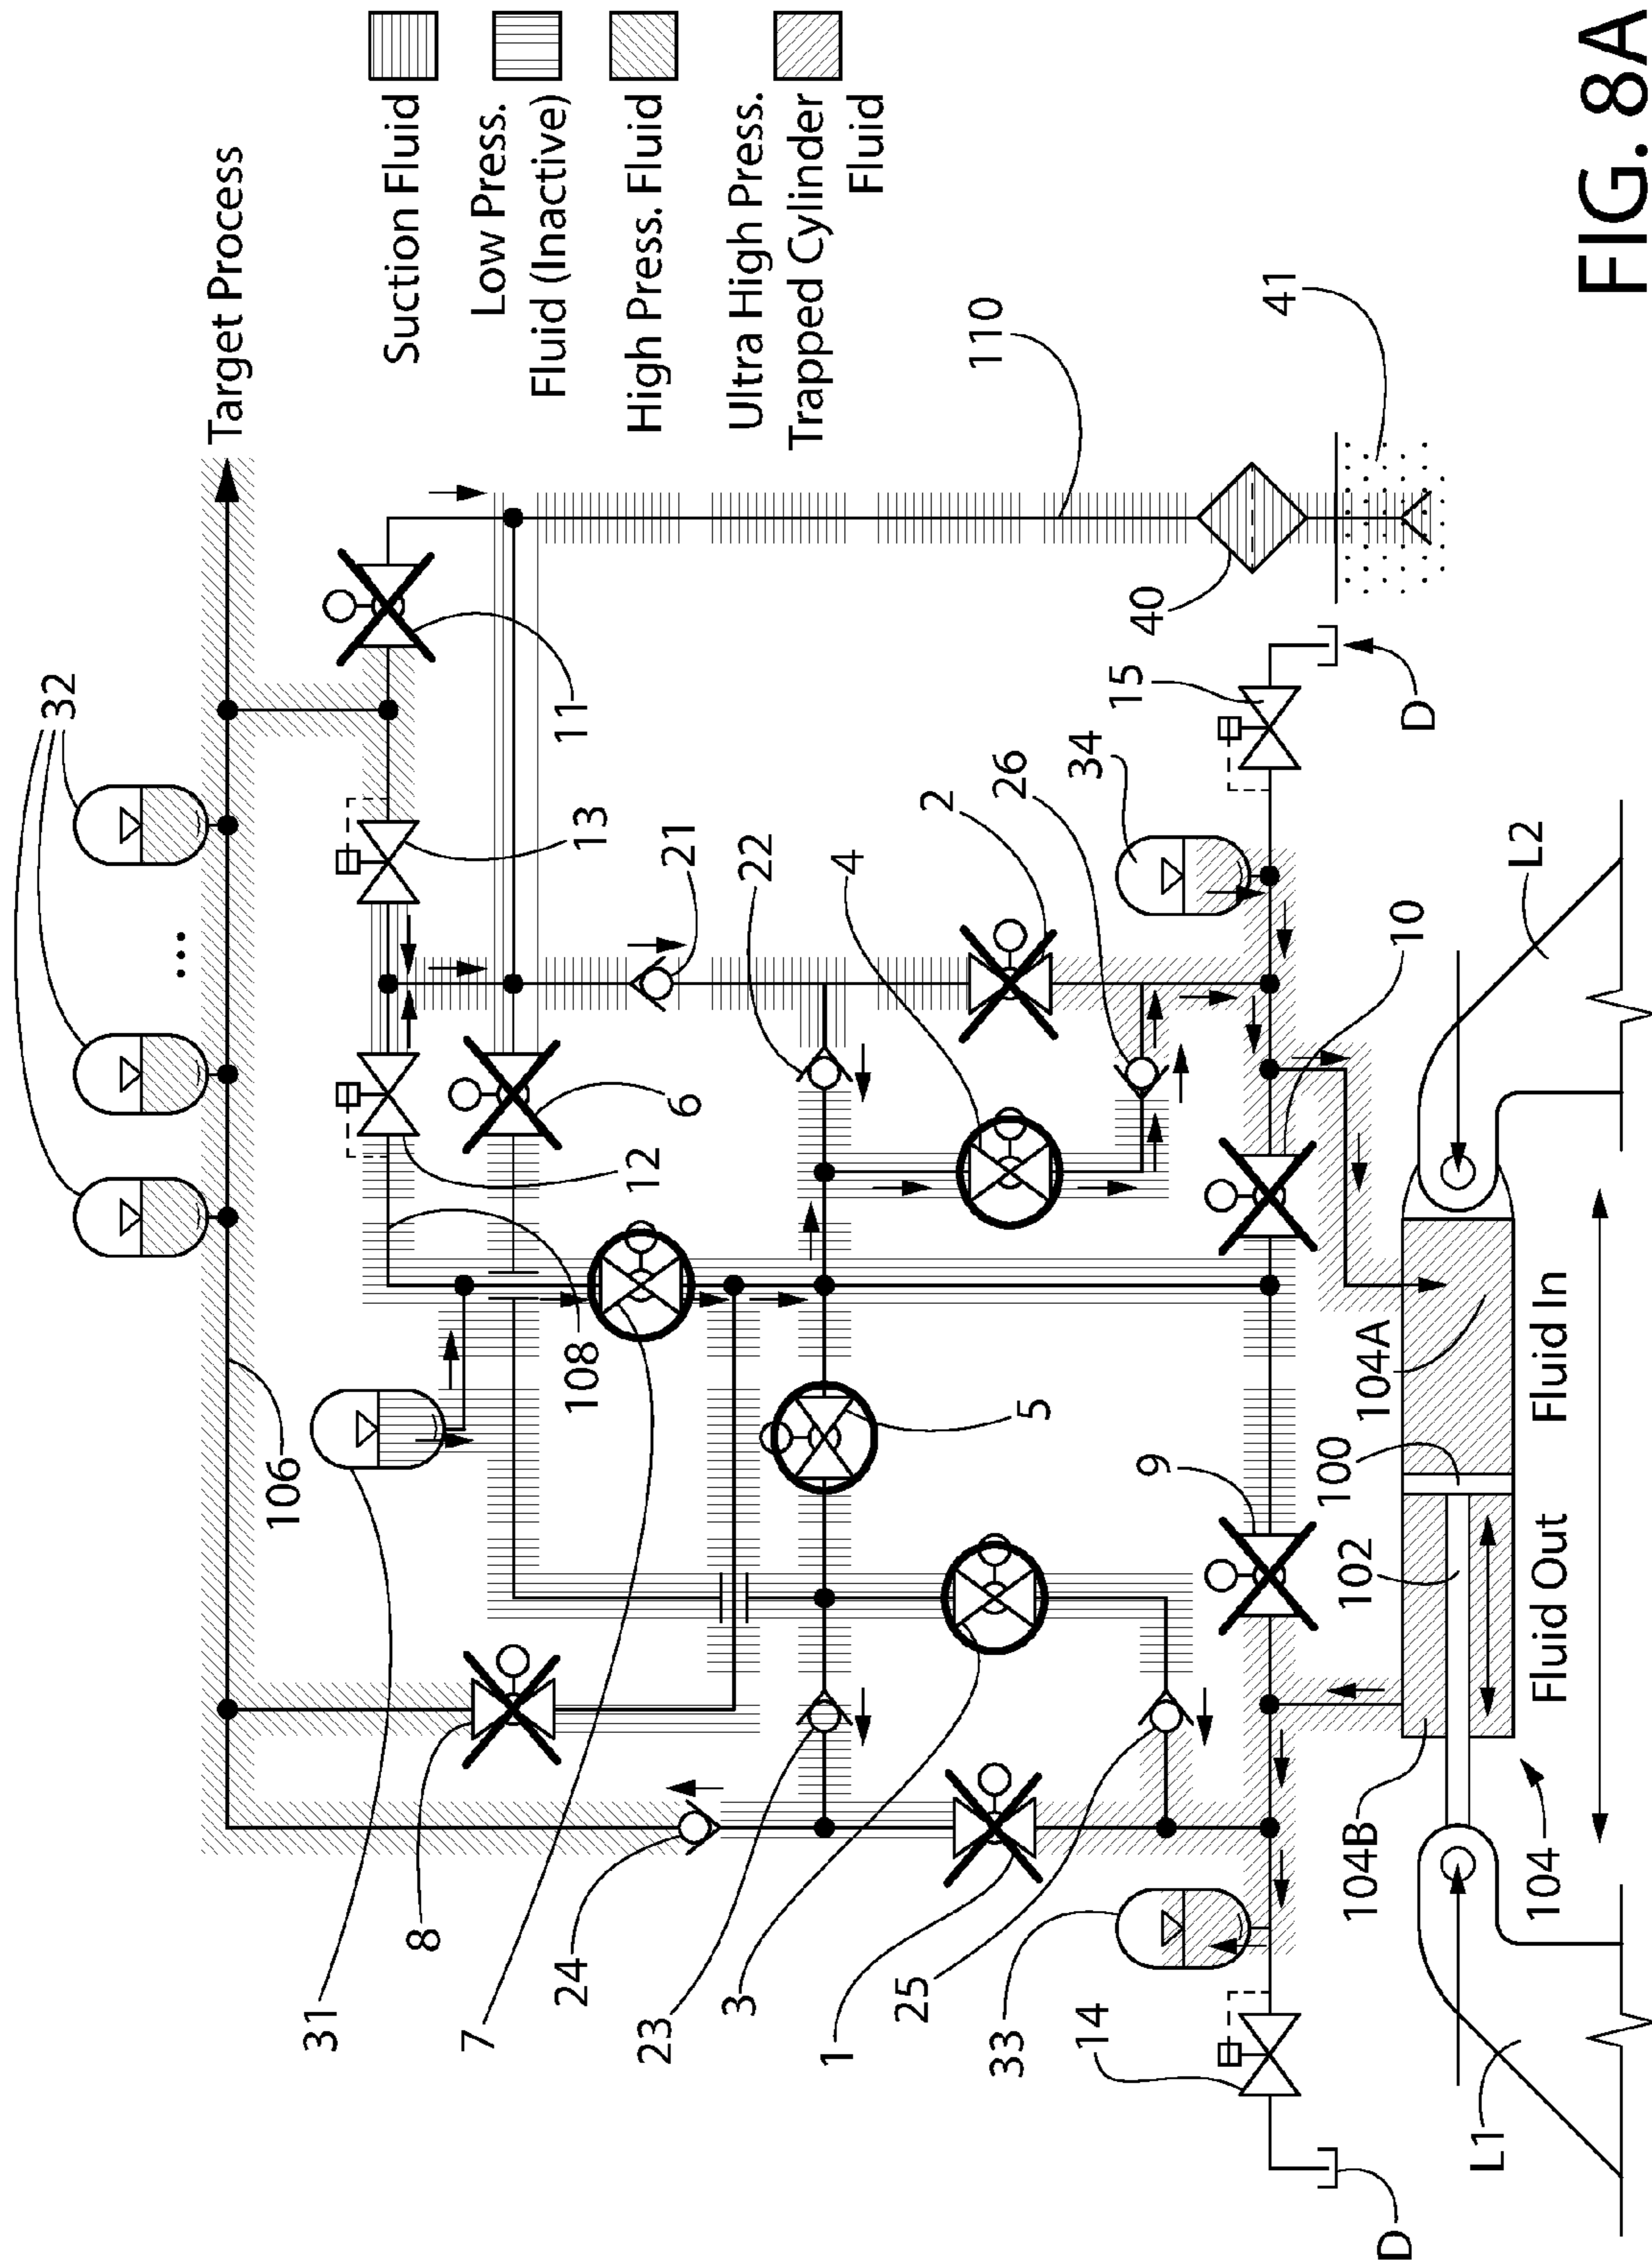 Target Process
Suction Fluid
Low Press.
Fluid (Inactive)
High Press. Fluid
Ultra High Press.
Trapped Cylinder
Fluid
32
106
31
8
7
24
23
3
1
25
33
14
D
L1
108
12
6
11
13
21
22
4
5
26
2
34
15
D
40
41
110
10
9
L2
104A
100
102
104B
104
Fluid Out
Fluid In
FIG. 8A